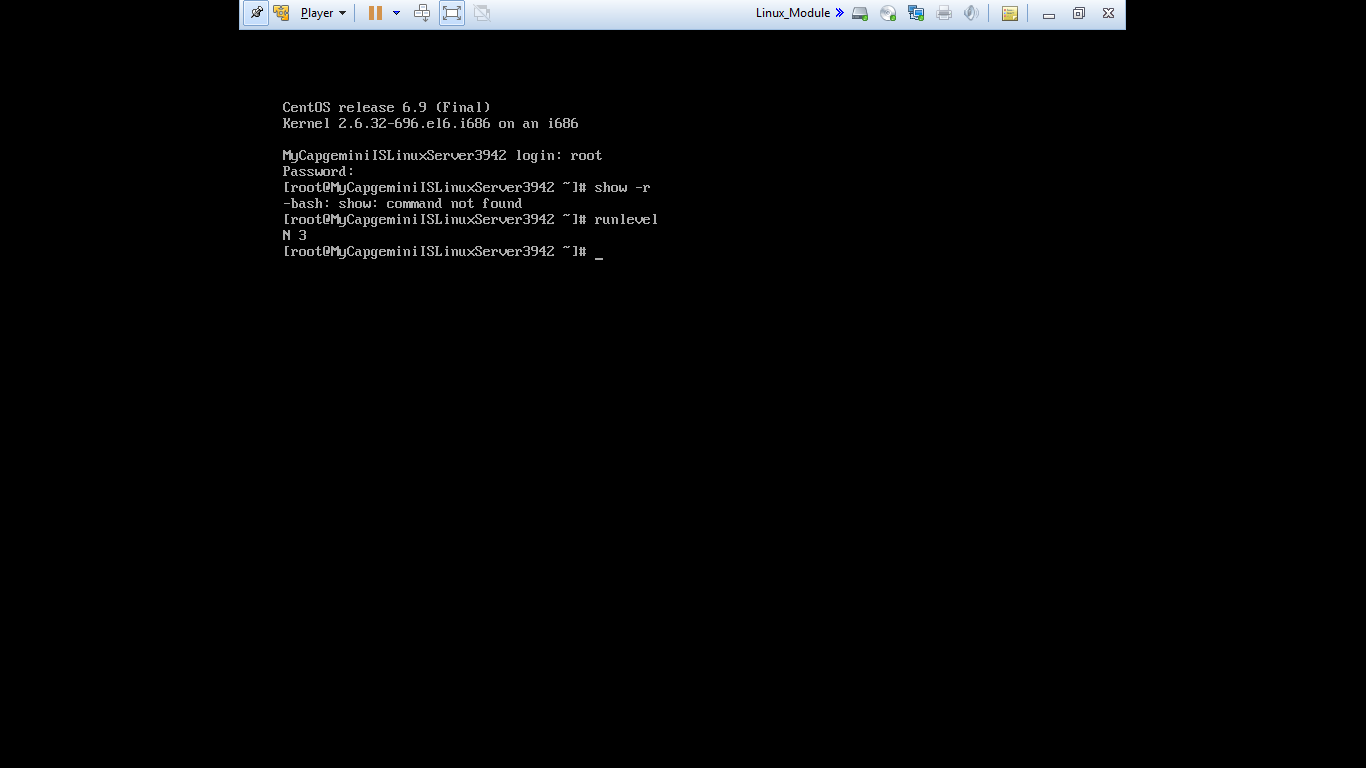 Player
Linux_Module
CentOS release 6.9 (Final)
Kernel 2.6.32-696.el6.i686 on an i686
MyCapgeminiISLinuxServer3942 login: root
Password:
[root@MyCapgeminiISLinuxServer3942 ~]# show -r
-bash: show: command not found
[root@MyCapgeminiISLinuxServer3942 ~]# runlevel
N 3
[root@MyCapgeminiISLinuxServer3942 ~]# _